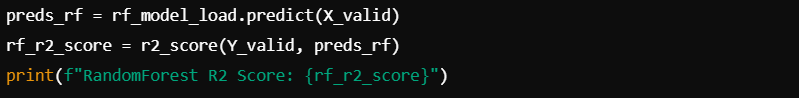 preds_rf = rf_model_load.predict(X_valid)
rf_r2_score = r2_score(Y_valid, preds_rf)
print(f"RandomForest R2 Score: {rf_r2_score}")